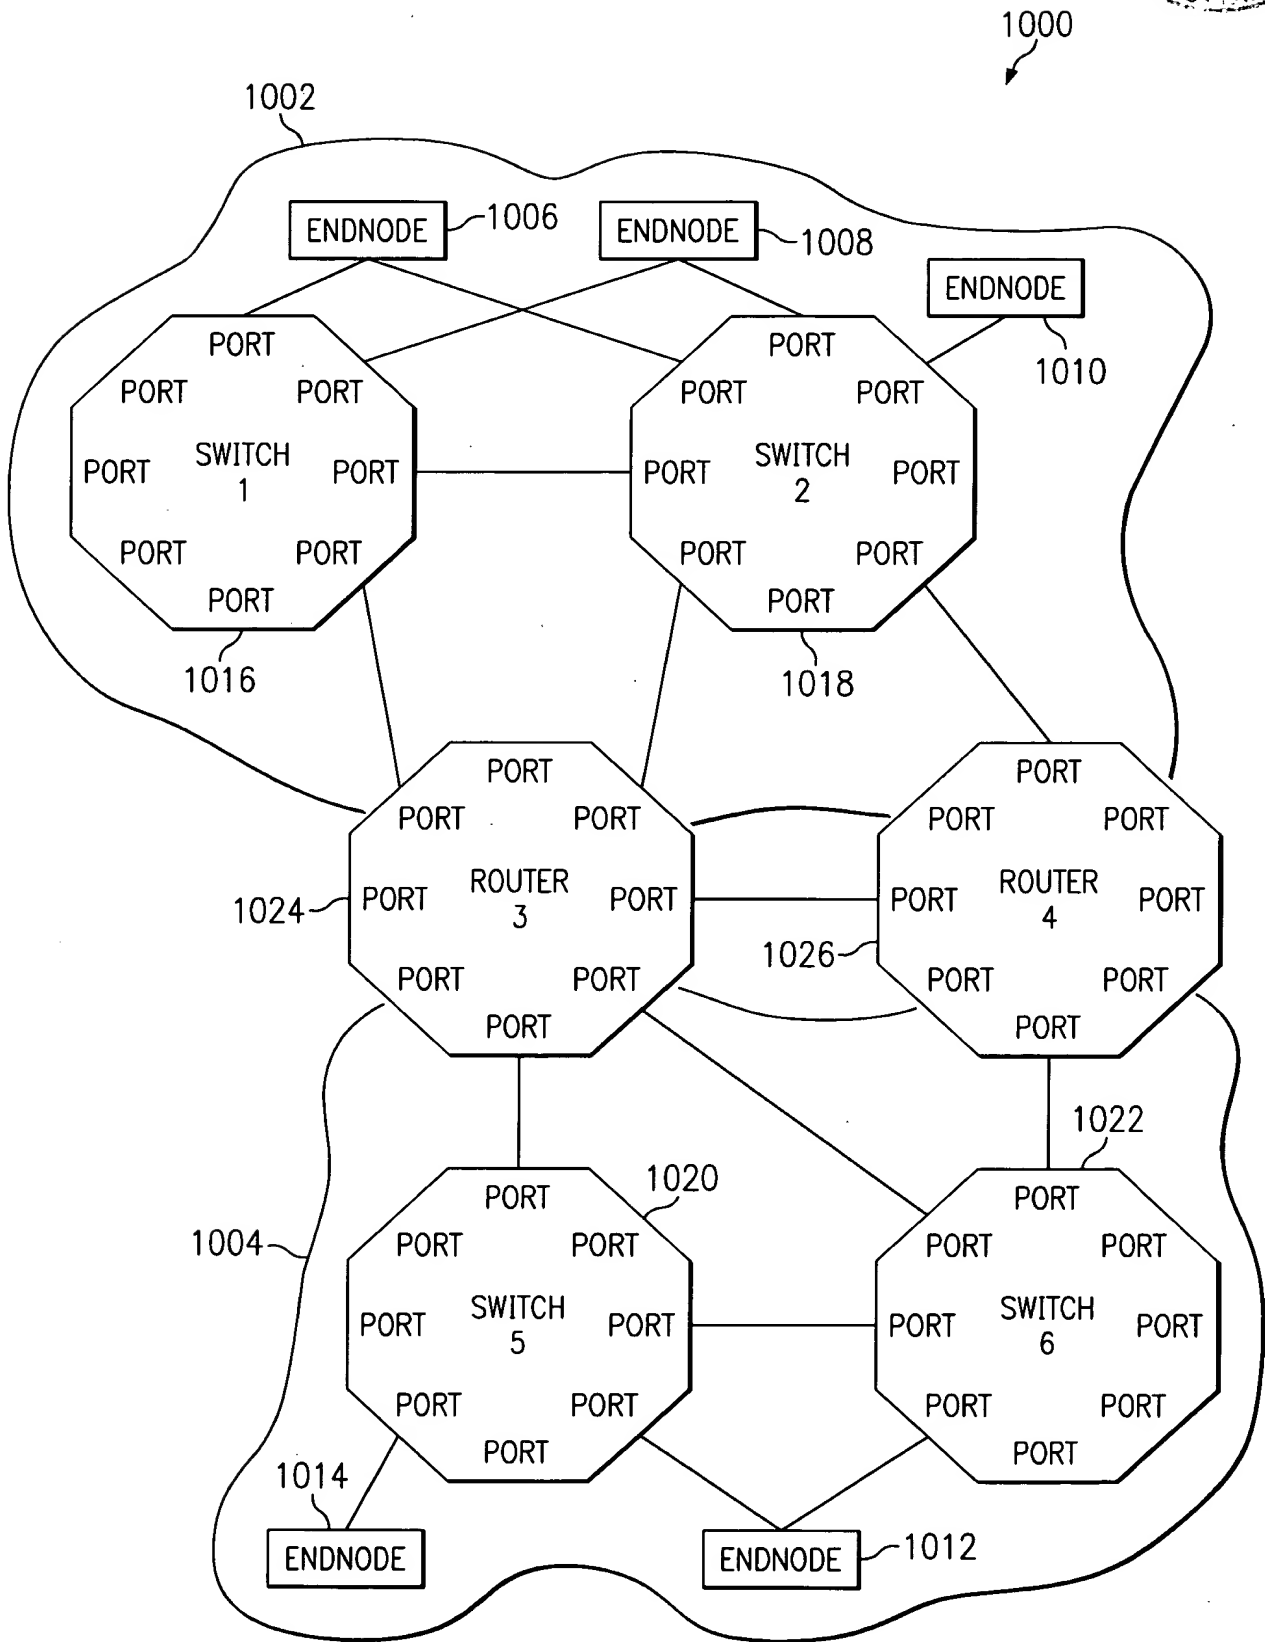 1000
1002
ENDNODE 1006
ENDNODE 1008
ENDNODE
1010
PORT
PORT PORT
PORT SWITCH 1 PORT
PORT PORT
PORT
1016
PORT
PORT PORT
PORT SWITCH 2 PORT
PORT PORT
PORT
1018
PORT
PORT PORT
1024 PORT ROUTER 3 PORT
PORT PORT
PORT
PORT
PORT PORT
PORT ROUTER 4 PORT
1026
PORT PORT
PORT
1022
1020
1004
PORT
PORT PORT
PORT SWITCH 5 PORT
PORT PORT
PORT
PORT
PORT PORT
PORT SWITCH 6 PORT
PORT PORT
PORT
1014
ENDNODE
ENDNODE 1012